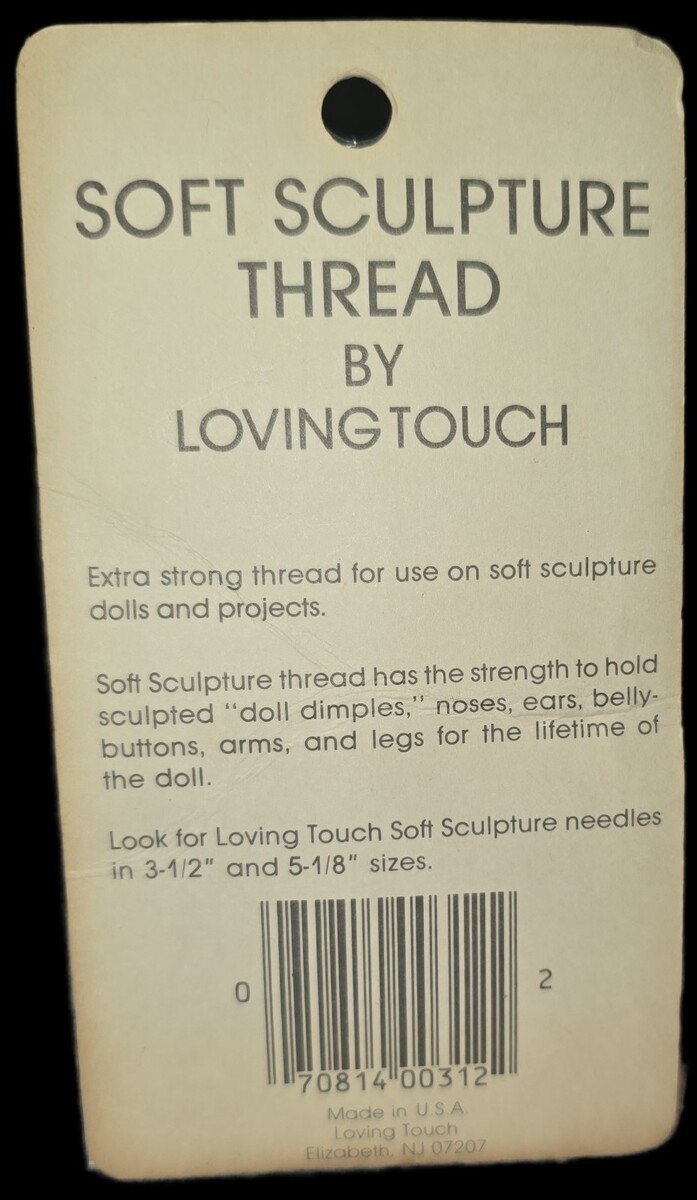 SOFT SCULPTURE
THREAD
BY
LOVING TOUCH
Extra strong thread for use on soft sculpture
dolls and projects.
Soft Sculpture thread has the strength to hold
sculpted "doll dimples," noses, ears, belly-
buttons, arms, and legs for the lifetime of
the doll.
Look for Loving Touch Soft Sculpture needles
in 3-1/2" and 5-1/8" sizes.
0 70814 00312 2
Made in U.S.A.
Loving Touch
Elizabeth, NJ 07207